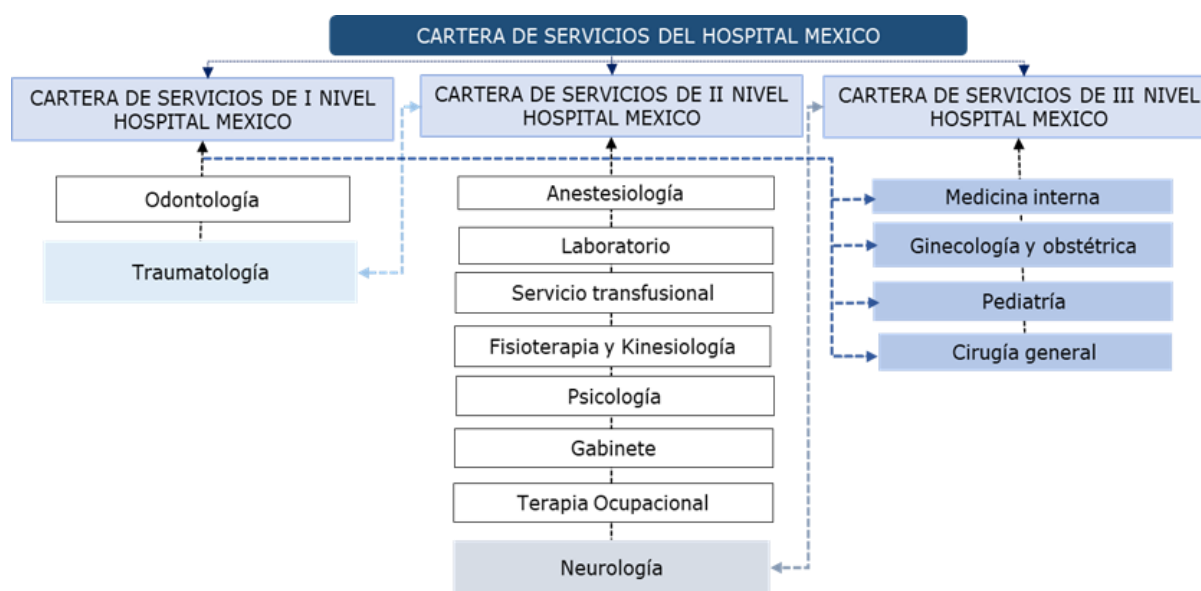 CARTERA DE SERVICIOS DEL HOSPITAL MEXICO
CARTERA DE SERVICIOS DE I NIVEL
HOSPITAL MEXICO
Odontología
Traumatología
CARTERA DE SERVICIOS DE II NIVEL
HOSPITAL MEXICO
Anestesiología
Laboratorio
Servicio transfusional
Fisioterapia y Kinesiología
Psicología
Gabinete
Terapia Ocupacional
Neurología
CARTERA DE SERVICIOS DE III NIVEL
HOSPITAL MEXICO
Medicina interna
Ginecología y obstétrica
Pediatría
Cirugía general